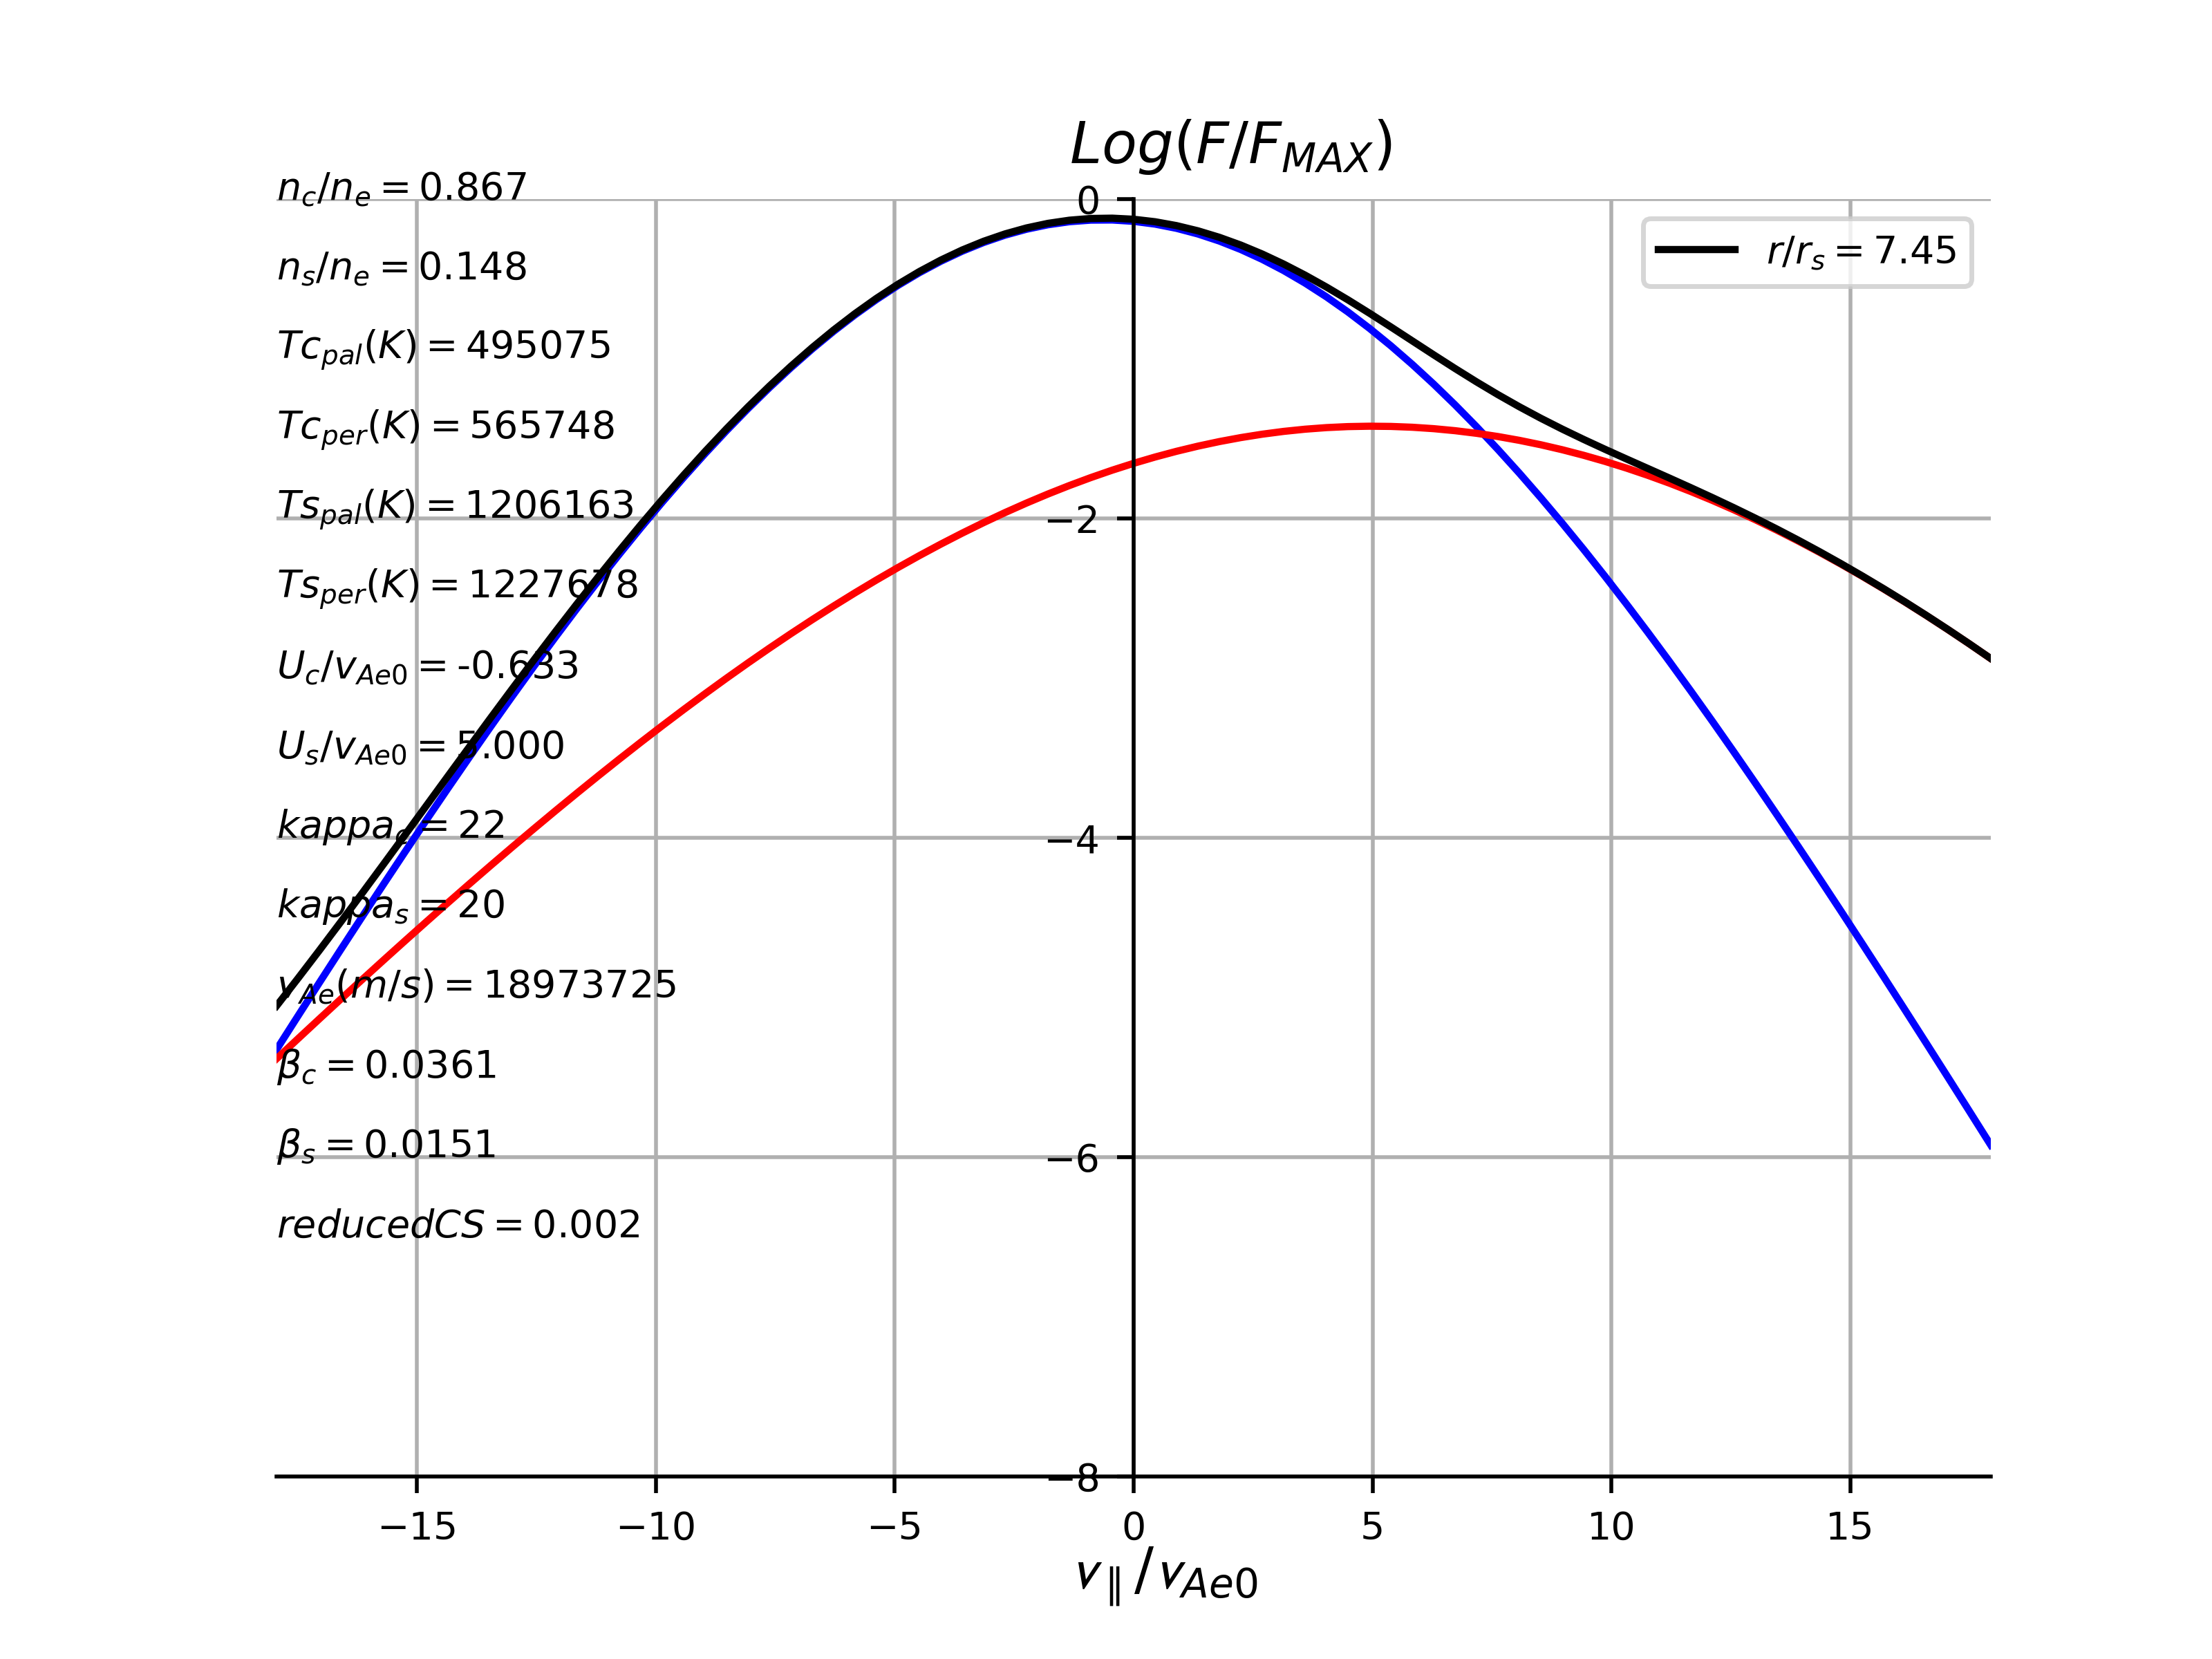 Log(F/F_MAX)
n_c/n_e = 0.867
n_s/n_e = 0.148
Tc_pal(K) = 495075
Tc_per(K) = 565748
Ts_pal(K) = 1206163
Ts_per(K) = 1227678
U_c/v_Ae0 = -0.633
U_s/v_Ae0 = 5.000
kappa_c = 22
kappa_s = 20
v_Ae(m/s) = 18973725
β_c = 0.0361
β_s = 0.0151
reducedCS = 0.002
0
−2
−4
−6
−8
r/r_s = 7.45
−15 −10 −5 0 5 10 15
v_∥/v_Ae0